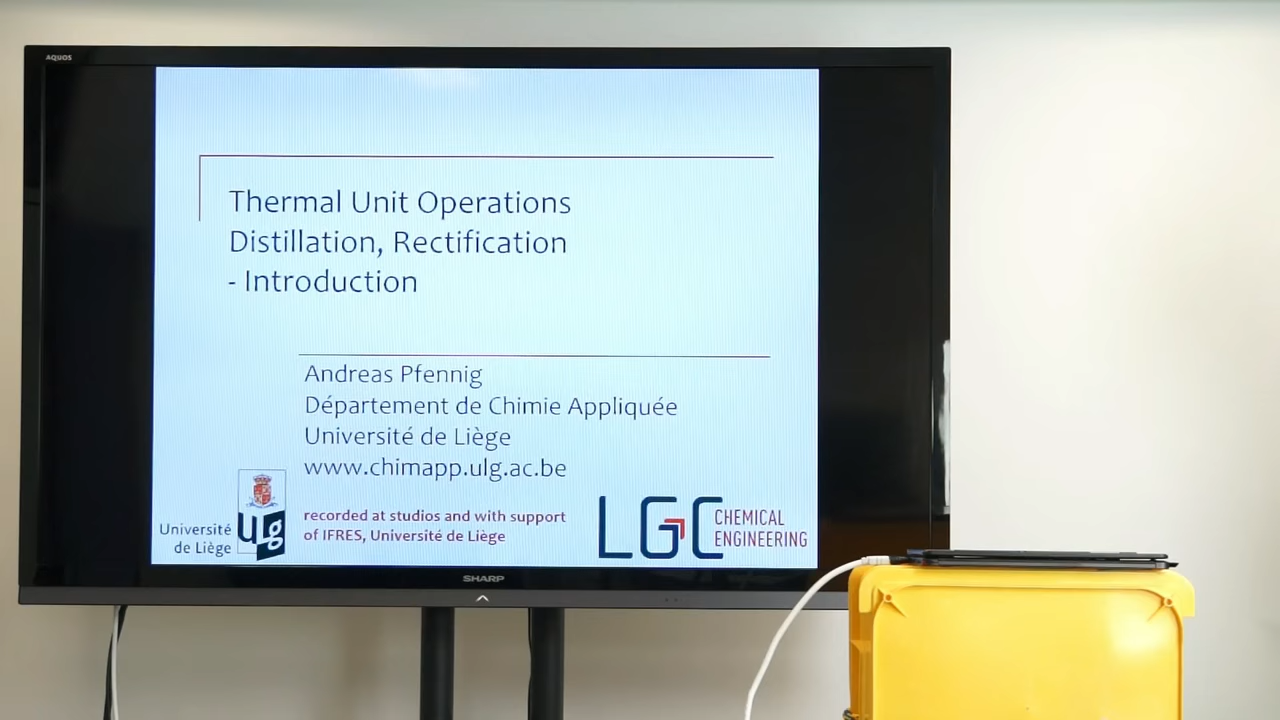 AQUOS
Thermal Unit Operations
Distillation, Rectification
- Introduction
Andreas Pfennig
Département de Chimie Appliquée
Université de Liège
www.chimapp.ulg.ac.be
Université
de Liège
ULg
recorded at studios and with support
of IFRES, Université de Liège
LGC
CHEMICAL
ENGINEERING
SHARP